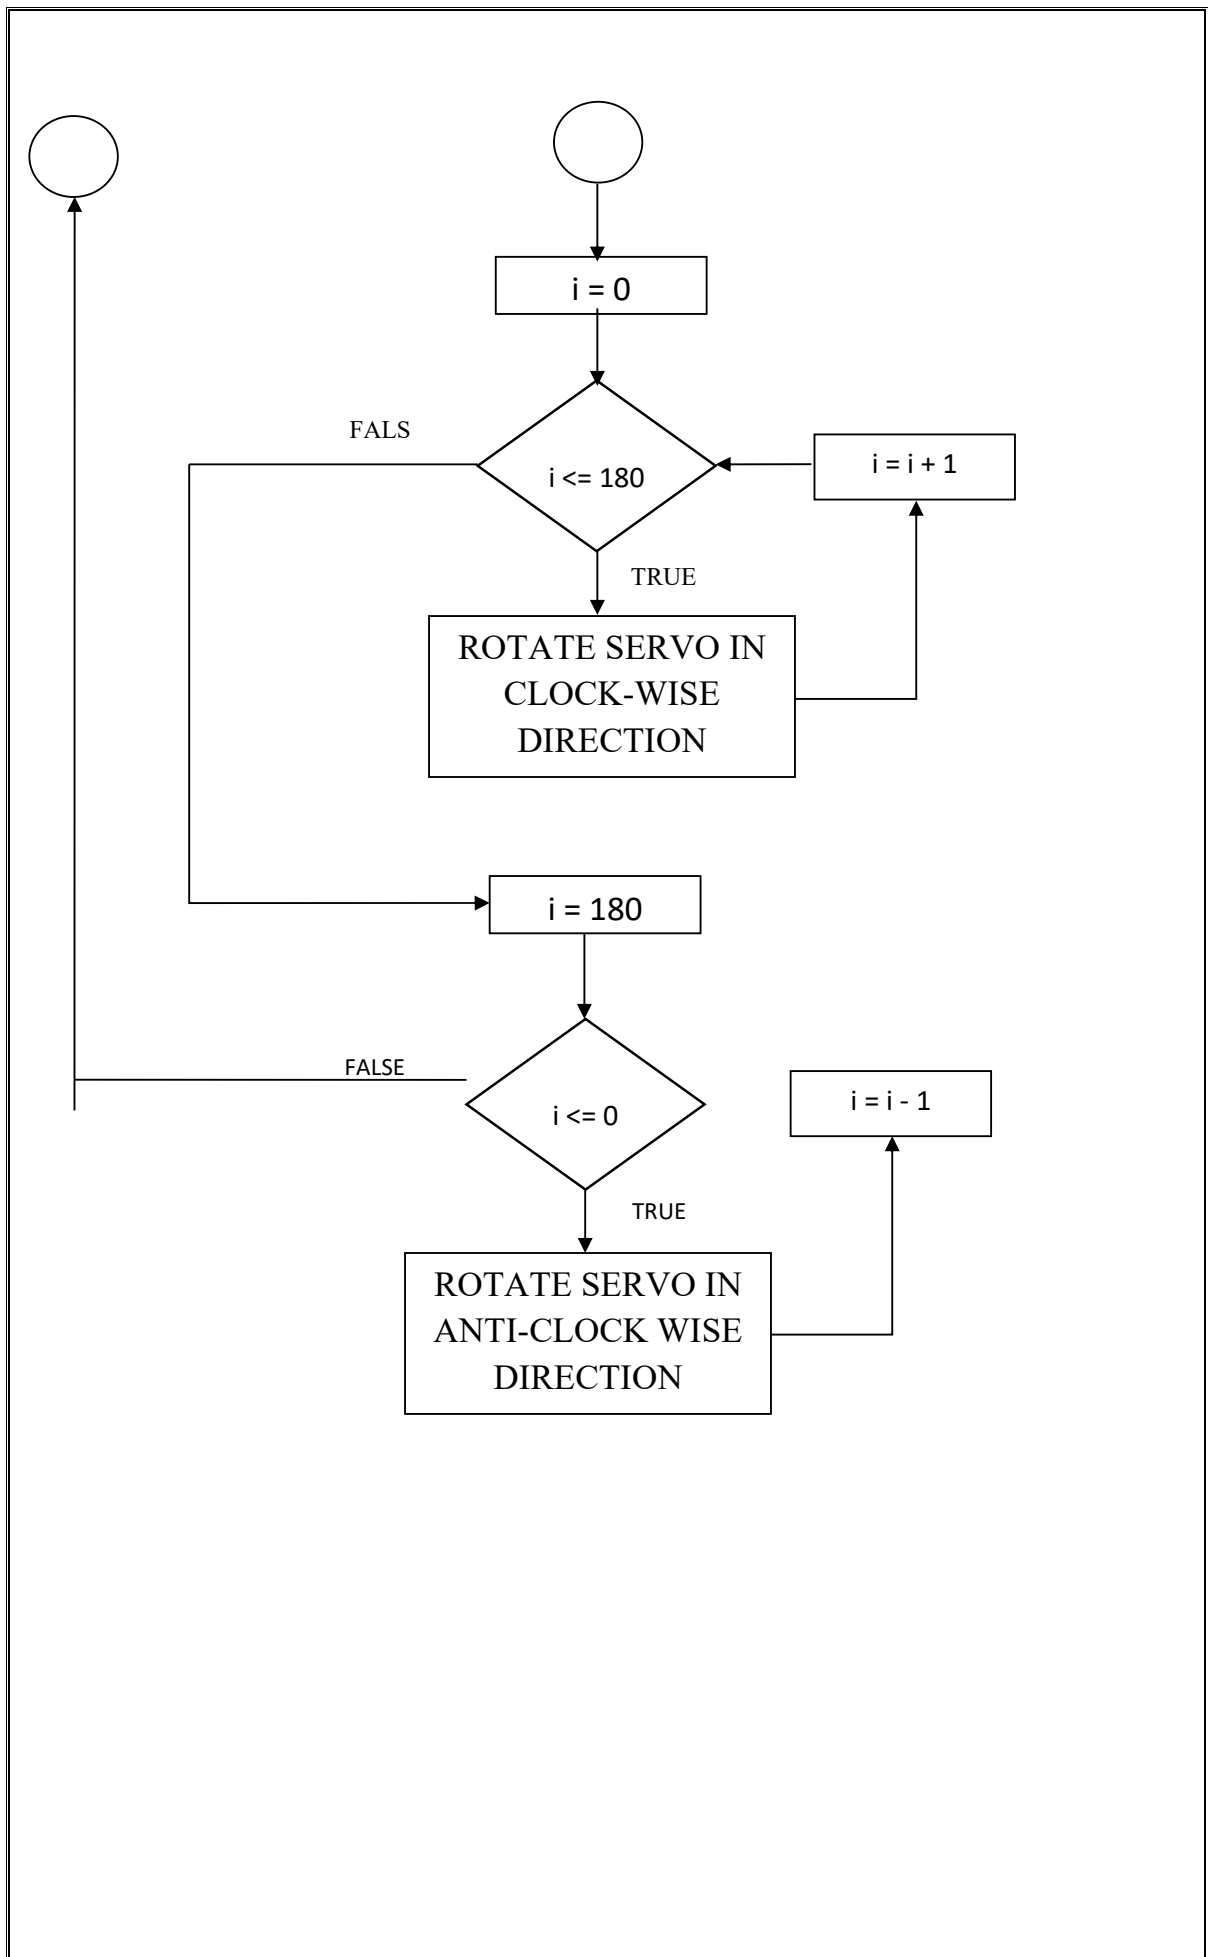 i = 0
FALS
i <= 180
i = i + 1
TRUE
ROTATE SERVO IN
CLOCK-WISE
DIRECTION
i = 180
FALSE
i <= 0
i = i - 1
TRUE
ROTATE SERVO IN
ANTI-CLOCK WISE
DIRECTION